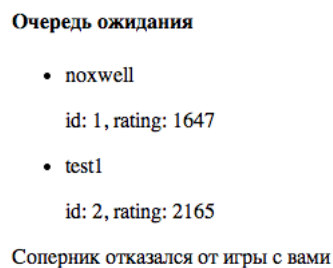 Очередь ожидания
noxwell
id: 1, rating: 1647
test1
id: 2, rating: 2165
Соперник отказался от игры с вами